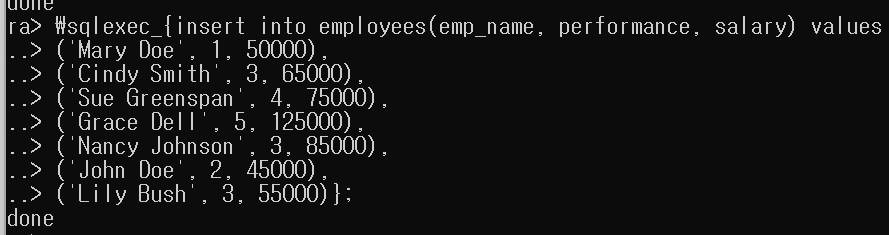 done
ra> ₩sqlexec_{insert into employees(emp_name, performance, salary) values
..> ('Mary Doe', 1, 50000),
..> ('Cindy Smith', 3, 65000),
..> ('Sue Greenspan', 4, 75000),
..> ('Grace Dell', 5, 125000),
..> ('Nancy Johnson', 3, 85000),
..> ('John Doe', 2, 45000),
..> ('Lily Bush', 3, 55000)};
done